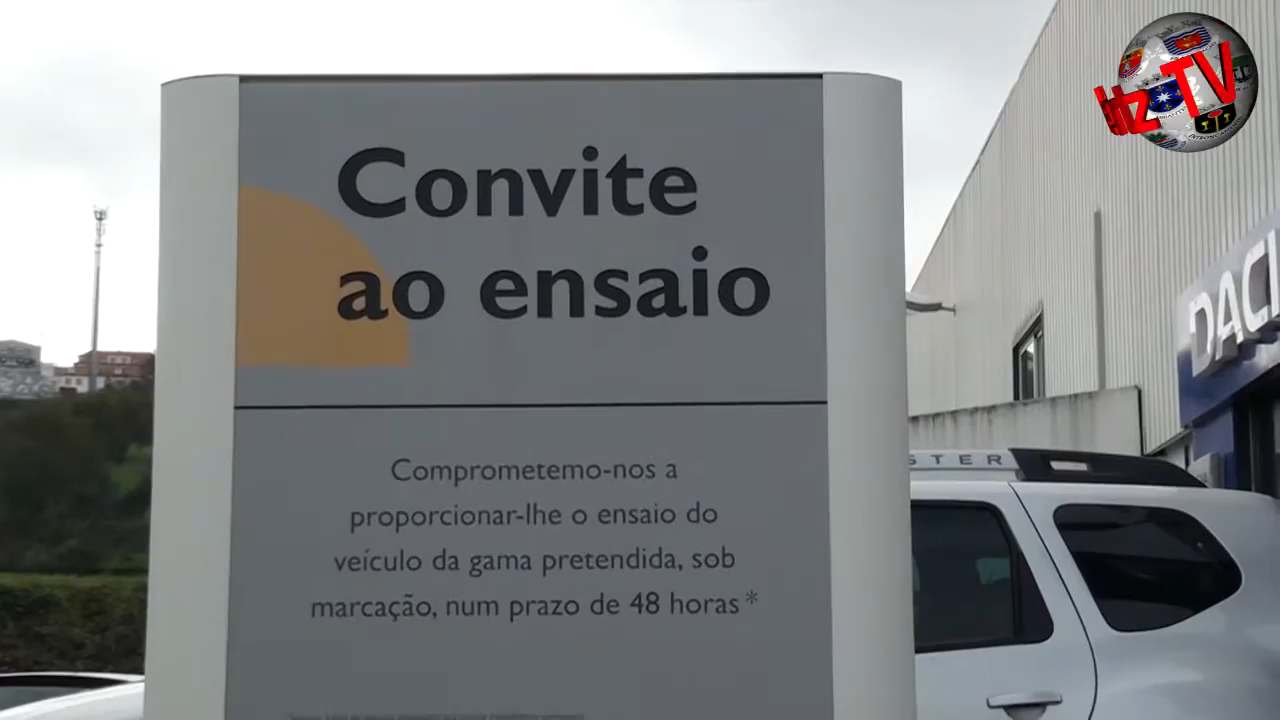 Convite
ao ensaio
Comprometemo-nos a
proporcionar-lhe o ensaio do
veículo da gama pretendida, sob
marcação, num prazo de 48 horas*
STER
DACI
TV